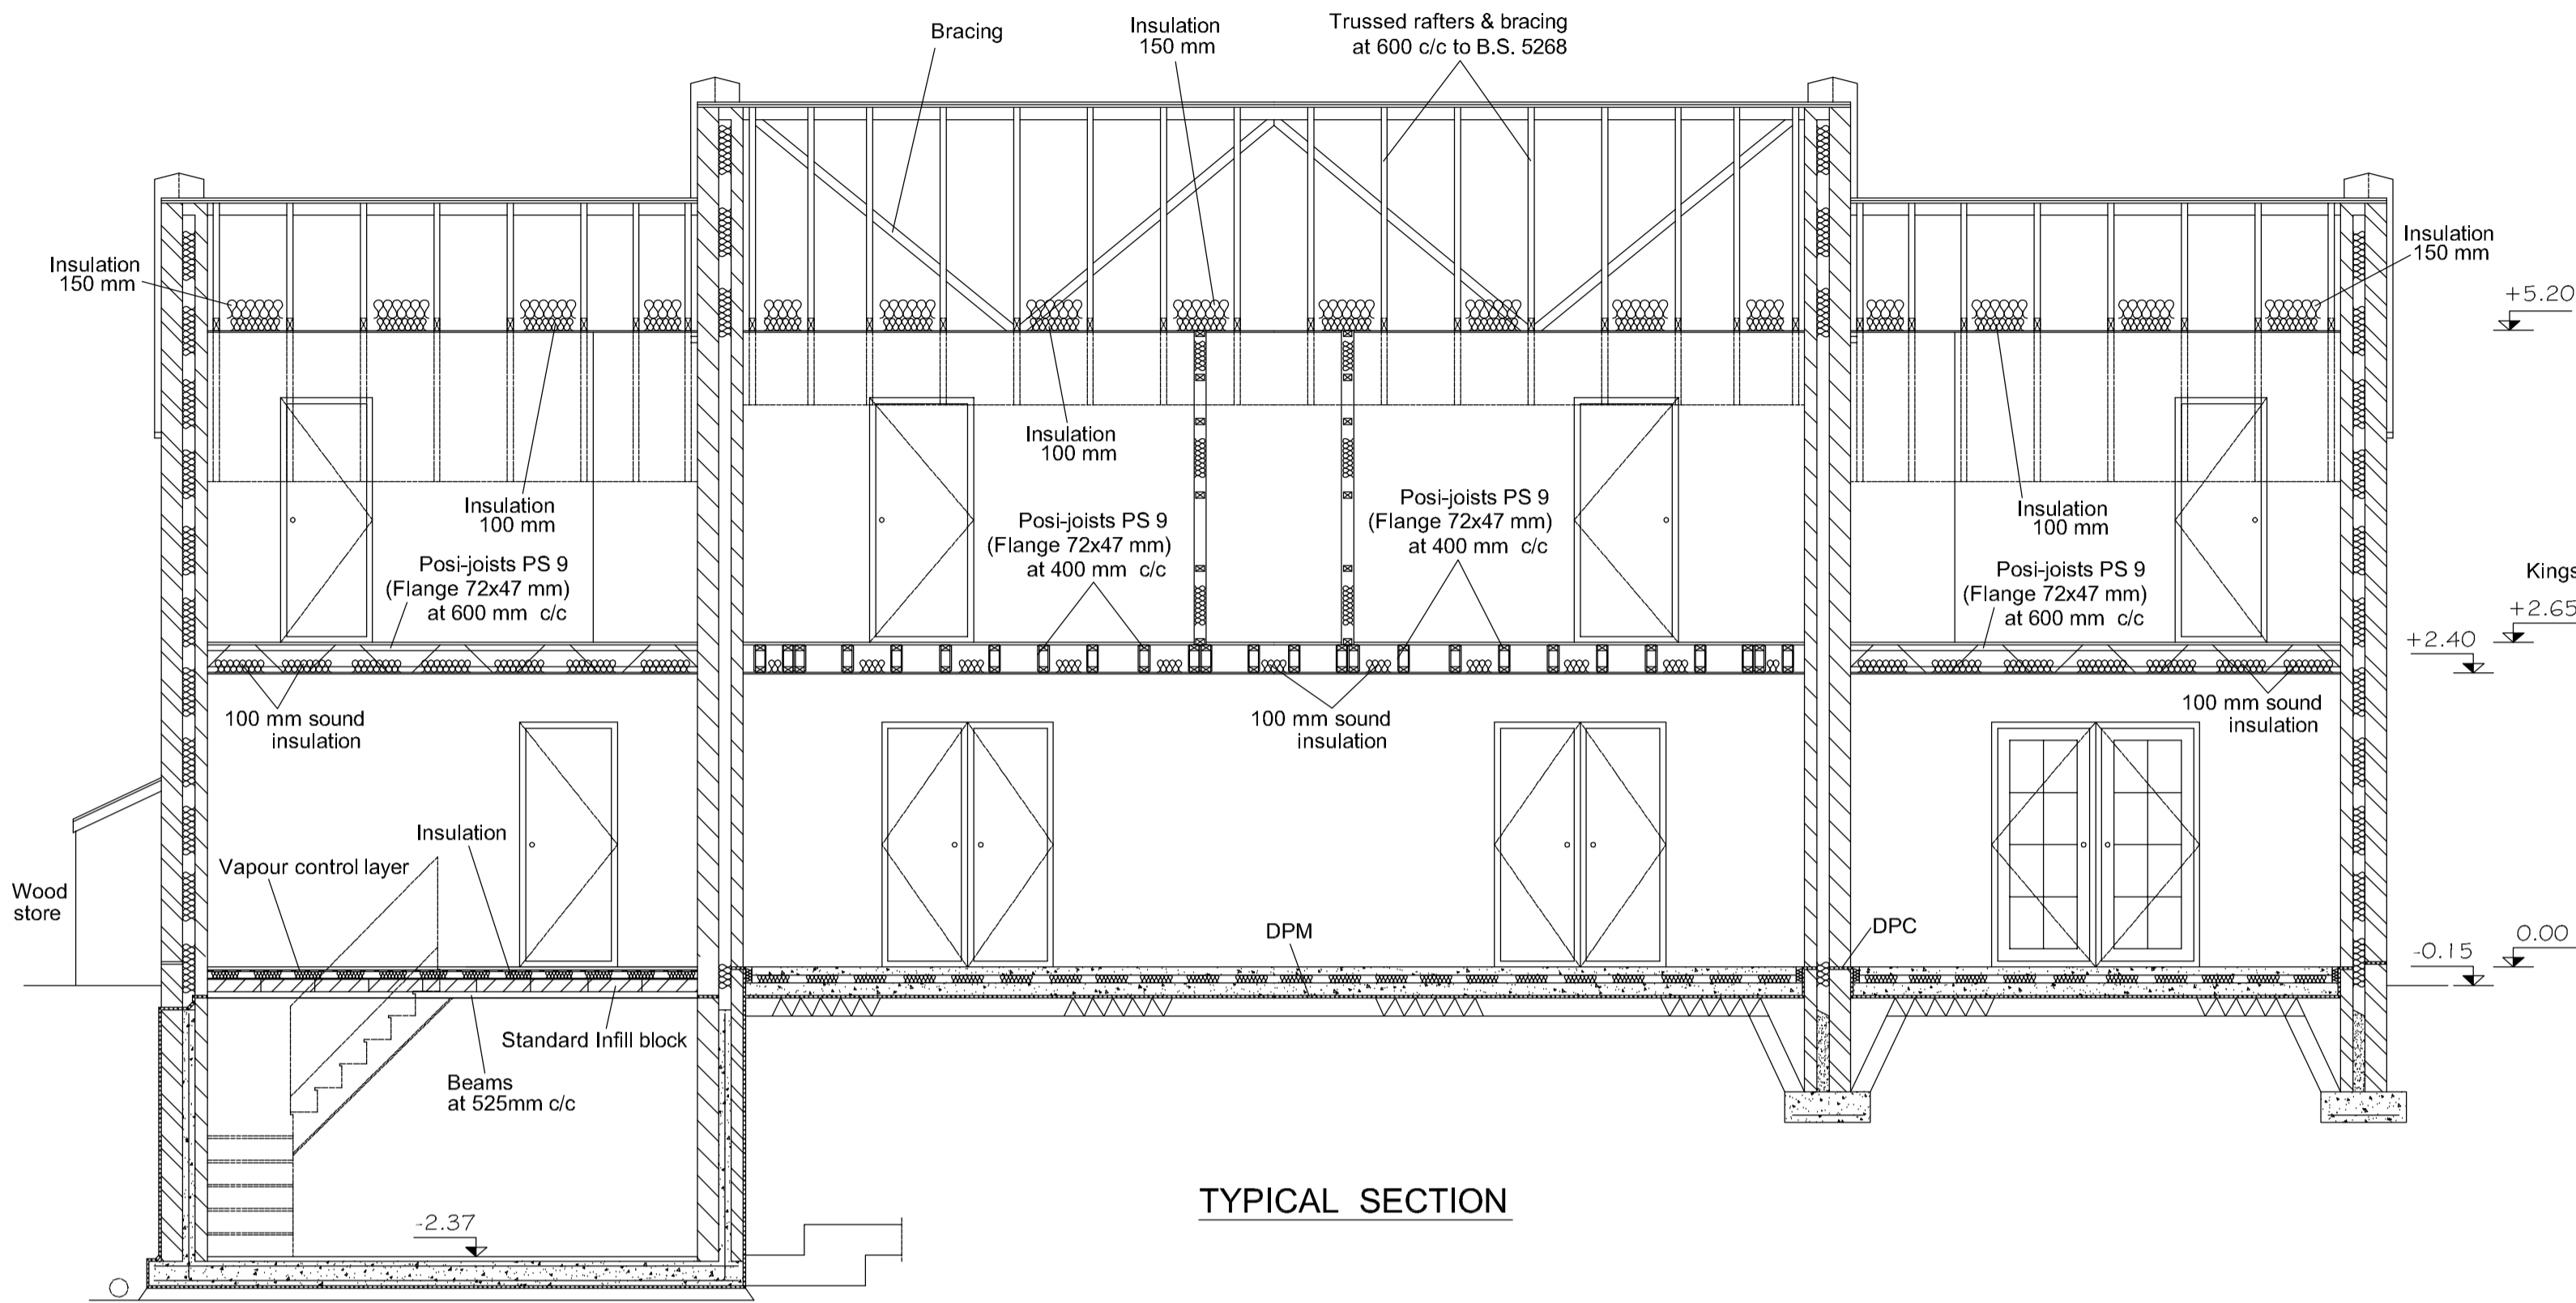 Bracing
Insulation
150 mm
Trussed rafters & bracing
at 600 c/c to B.S. 5268
Insulation
150 mm
Insulation
150 mm
+5.20
Insulation
100 mm
Insulation
100 mm
Insulation
100 mm
Posi-joists PS 9
(Flange 72x47 mm)
at 400 mm c/c
Posi-joists PS 9
(Flange 72x47 mm)
at 400 mm c/c
Posi-joists PS 9
(Flange 72x47 mm)
at 600 mm c/c
Posi-joists PS 9
(Flange 72x47 mm)
at 600 mm c/c
Kings
+2.65
+2.40
100 mm sound
insulation
100 mm sound
insulation
100 mm sound
insulation
Insulation
Vapour control layer
Wood
store
DPM
DPC
0.00
-0.15
Standard Infill block
Beams
at 525mm c/c
-2.37
TYPICAL SECTION